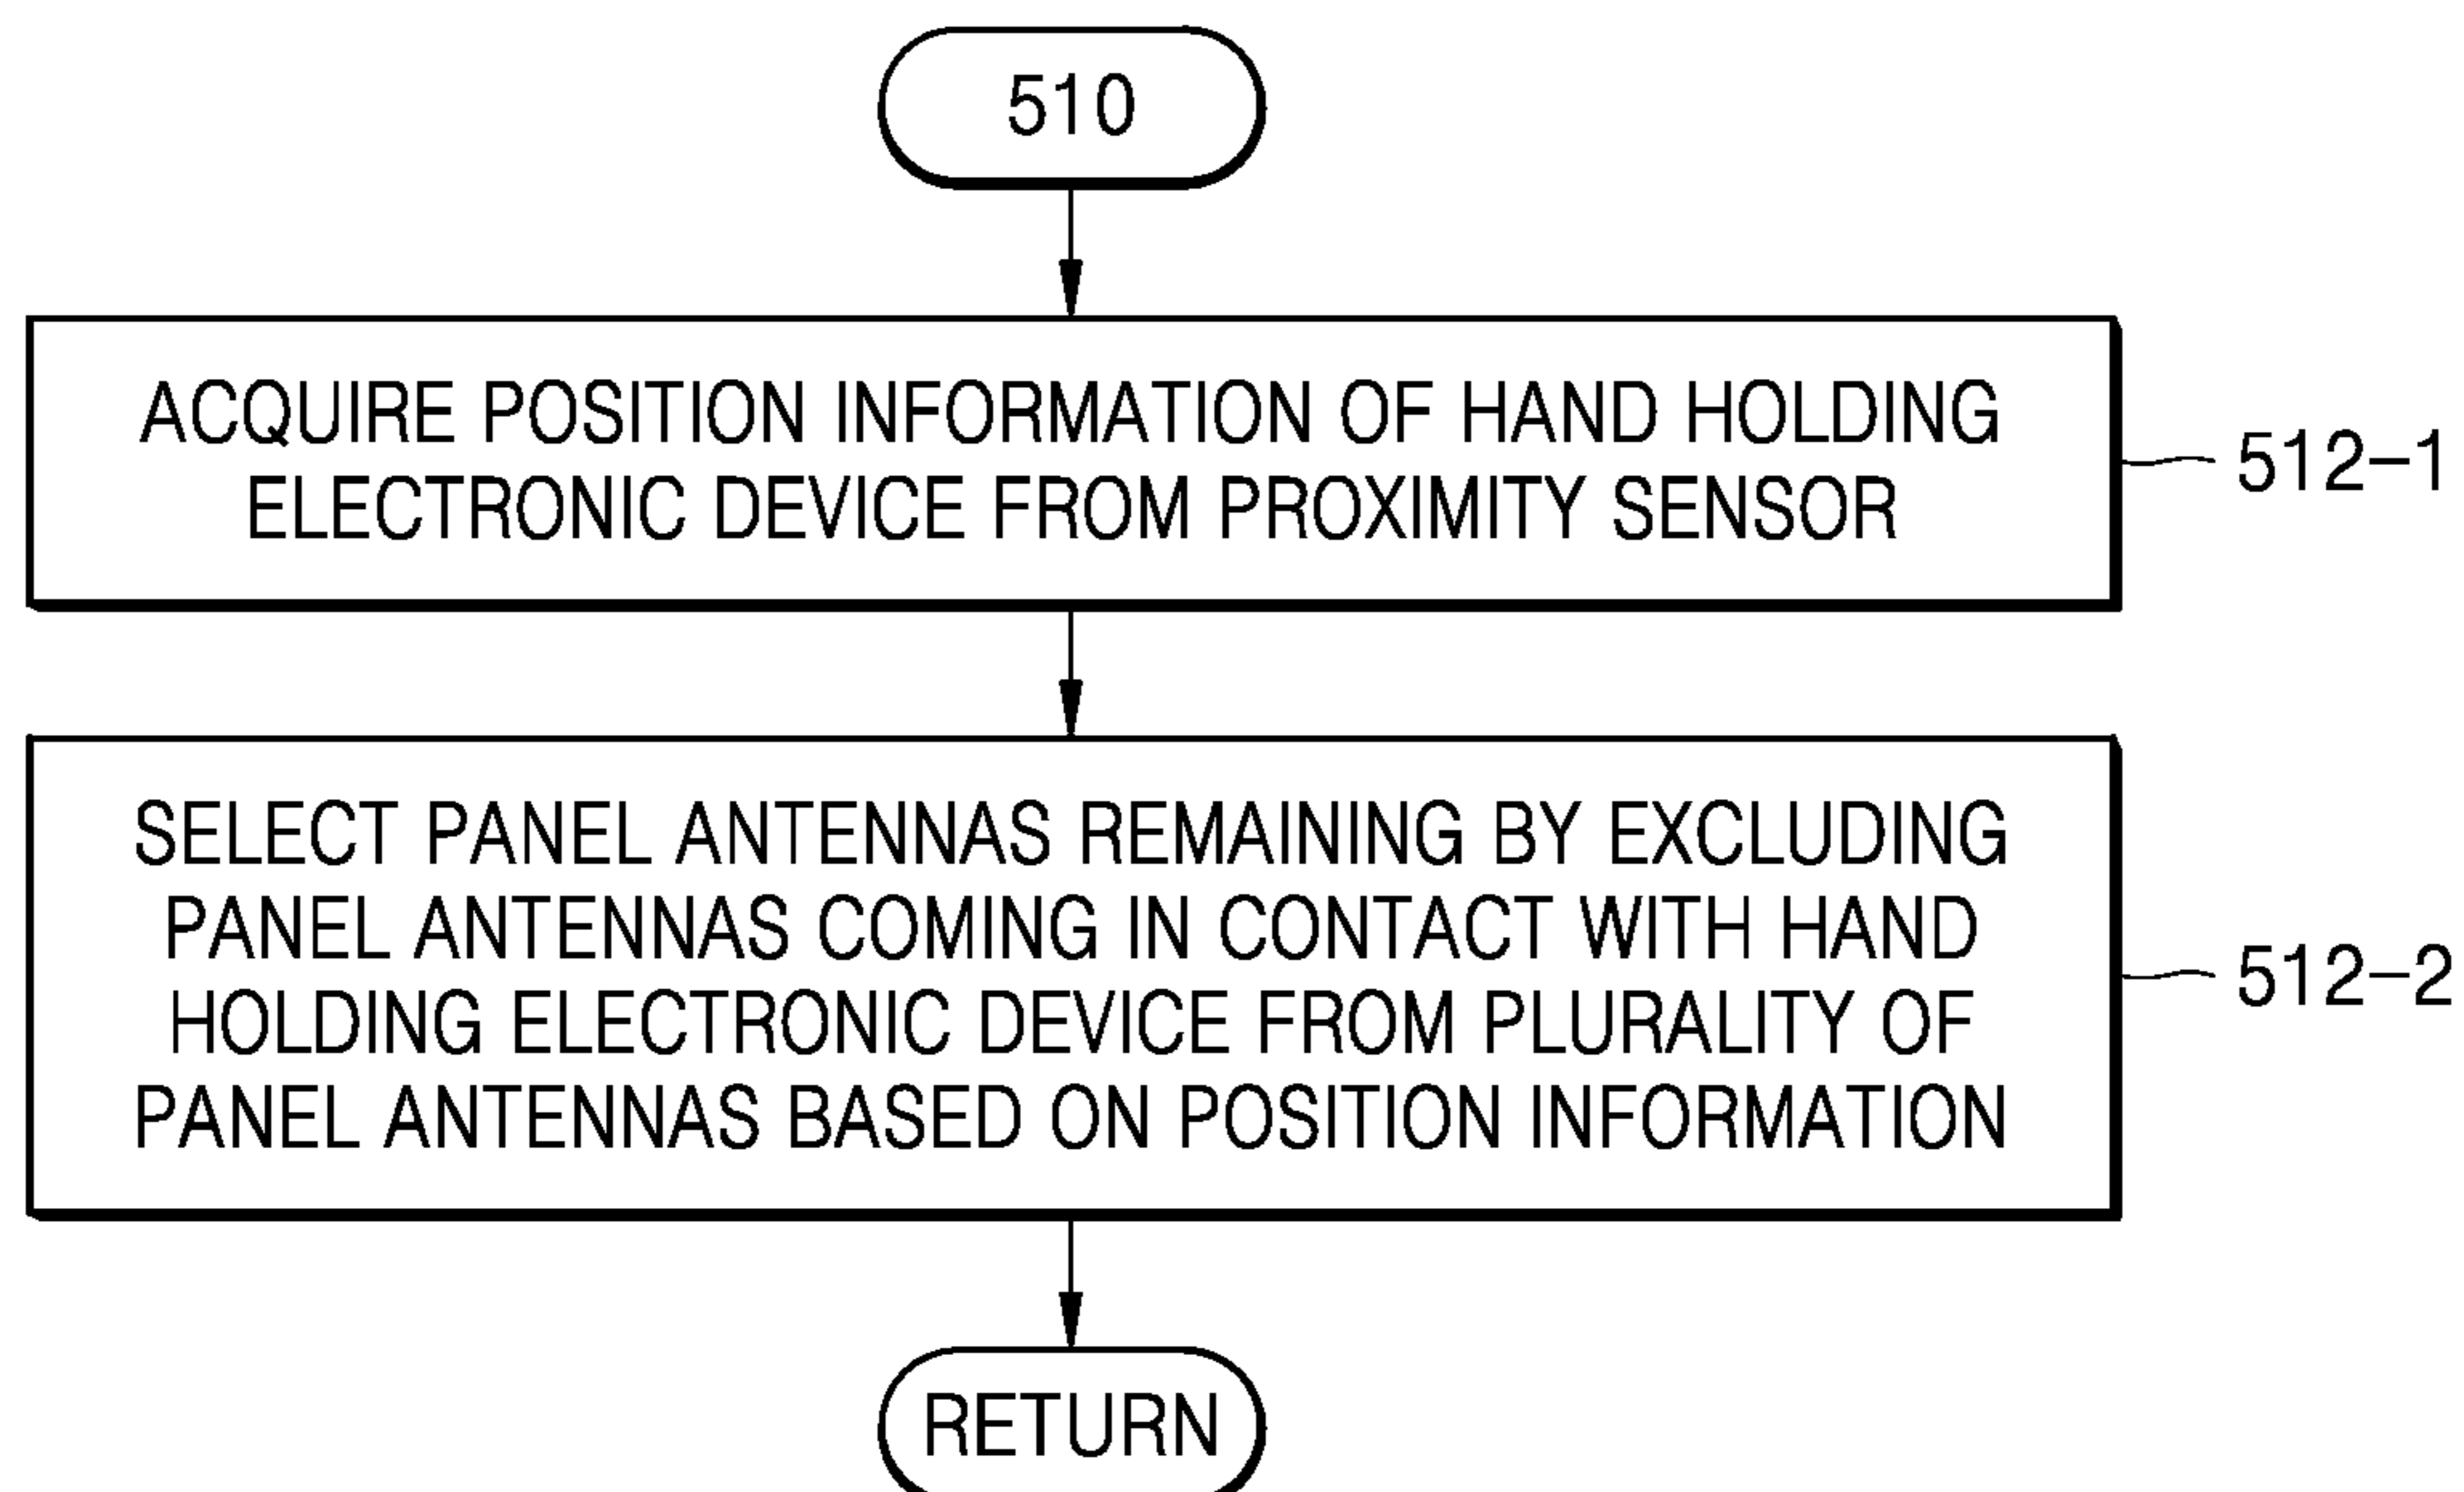 510
ACQUIRE POSITION INFORMATION OF HAND HOLDING
ELECTRONIC DEVICE FROM PROXIMITY SENSOR
512-1
SELECT PANEL ANTENNAS REMAINING BY EXCLUDING
PANEL ANTENNAS COMING IN CONTACT WITH HAND
HOLDING ELECTRONIC DEVICE FROM PLURALITY OF
PANEL ANTENNAS BASED ON POSITION INFORMATION
512-2
RETURN